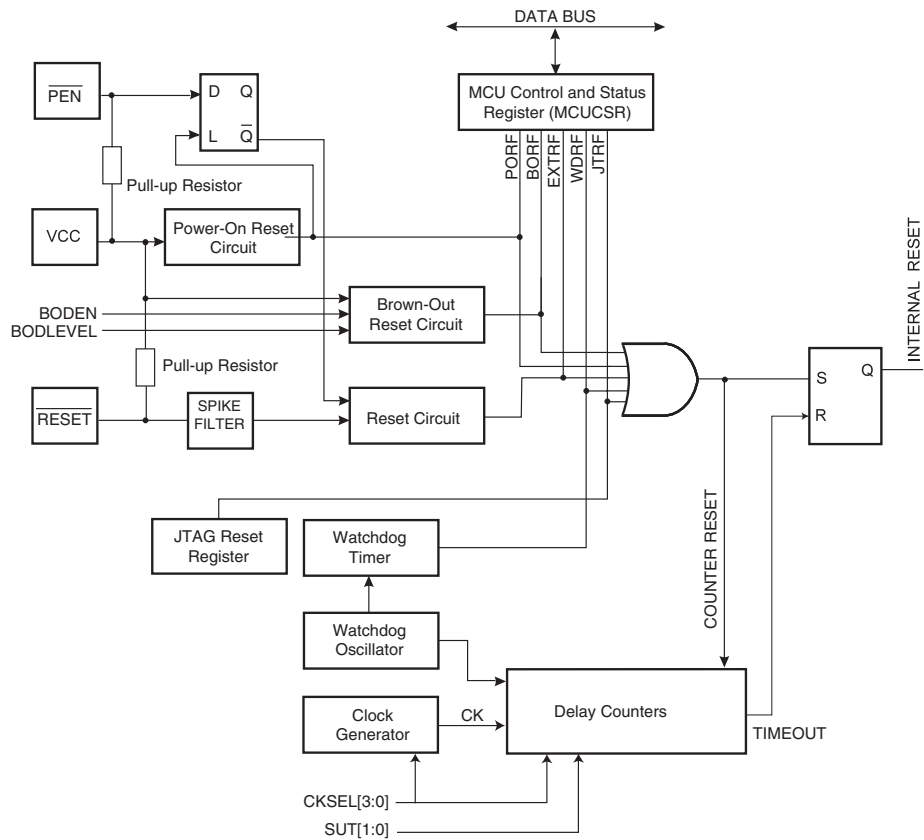 DATA BUS
PEN
D Q
L Q
MCU Control and Status
Register (MCUCSR)
PORF
BORF
EXTRF
WDRF
JTRF
Pull-up Resistor
VCC
Power-On Reset
Circuit
BODEN
BODLEVEL
Brown-Out
Reset Circuit
Pull-up Resistor
RESET
SPIKE
FILTER
Reset Circuit
S
Q
R
INTERNAL RESET
JTAG Reset
Register
Watchdog
Timer
COUNTER RESET
Watchdog
Oscillator
Clock
Generator
CK
Delay Counters
TIMEOUT
CKSEL[3:0]
SUT[1:0]